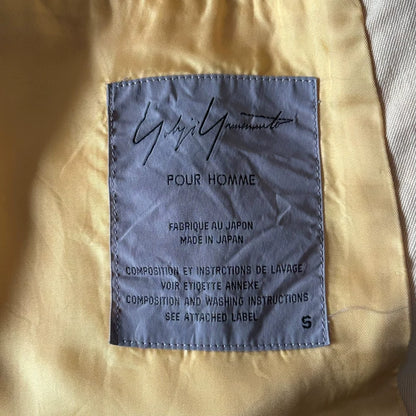 Yohji Yamamoto
POUR HOMME
FABRIQUE AU JAPON
MADE IN JAPAN
COMPOSITION ET INSTRCTIONS DE LAVAGE
VOIR ETIQETTE ANNEXE
COMPOSITION AND WASHING INSTRUCTIONS
SEE ATTACHED LABEL
S